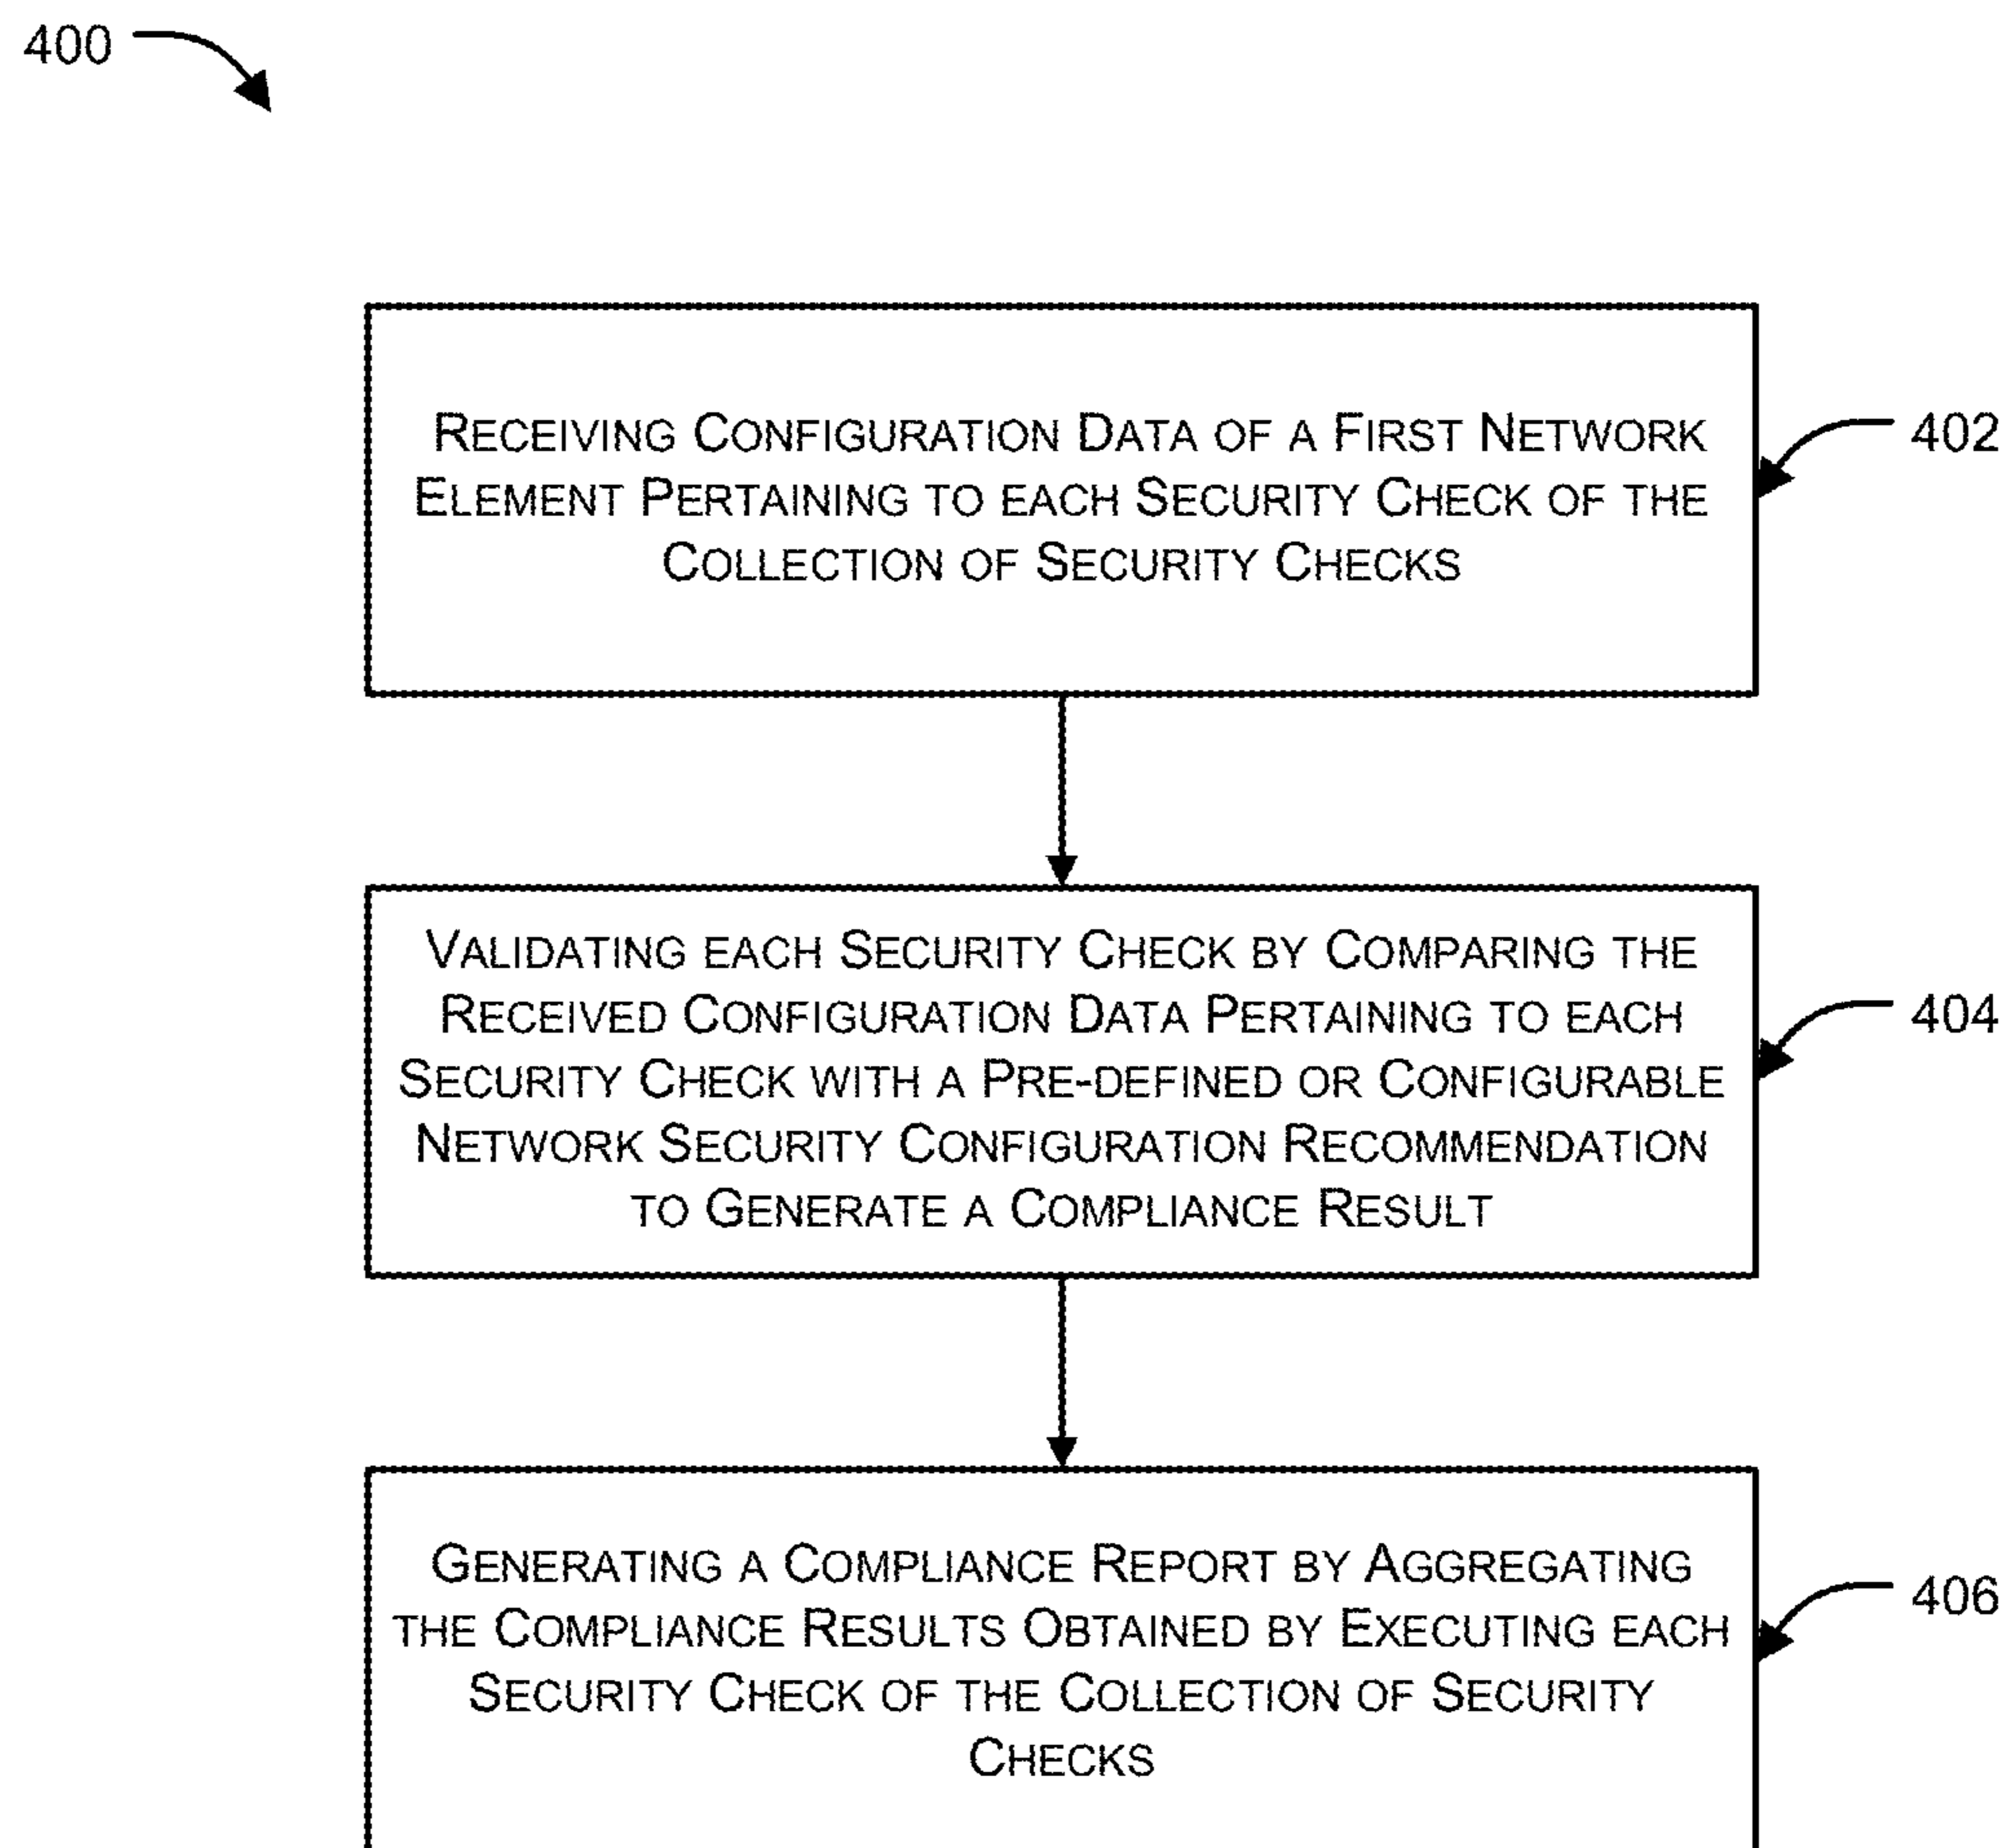 400
RECEIVING CONFIGURATION DATA OF A FIRST NETWORK
ELEMENT PERTAINING TO EACH SECURITY CHECK OF THE
COLLECTION OF SECURITY CHECKS
402
VALIDATING EACH SECURITY CHECK BY COMPARING THE
RECEIVED CONFIGURATION DATA PERTAINING TO EACH
SECURITY CHECK WITH A PRE-DEFINED OR CONFIGURABLE
NETWORK SECURITY CONFIGURATION RECOMMENDATION
TO GENERATE A COMPLIANCE RESULT
404
GENERATING A COMPLIANCE REPORT BY AGGREGATING
THE COMPLIANCE RESULTS OBTAINED BY EXECUTING EACH
SECURITY CHECK OF THE COLLECTION OF SECURITY
CHECKS
406